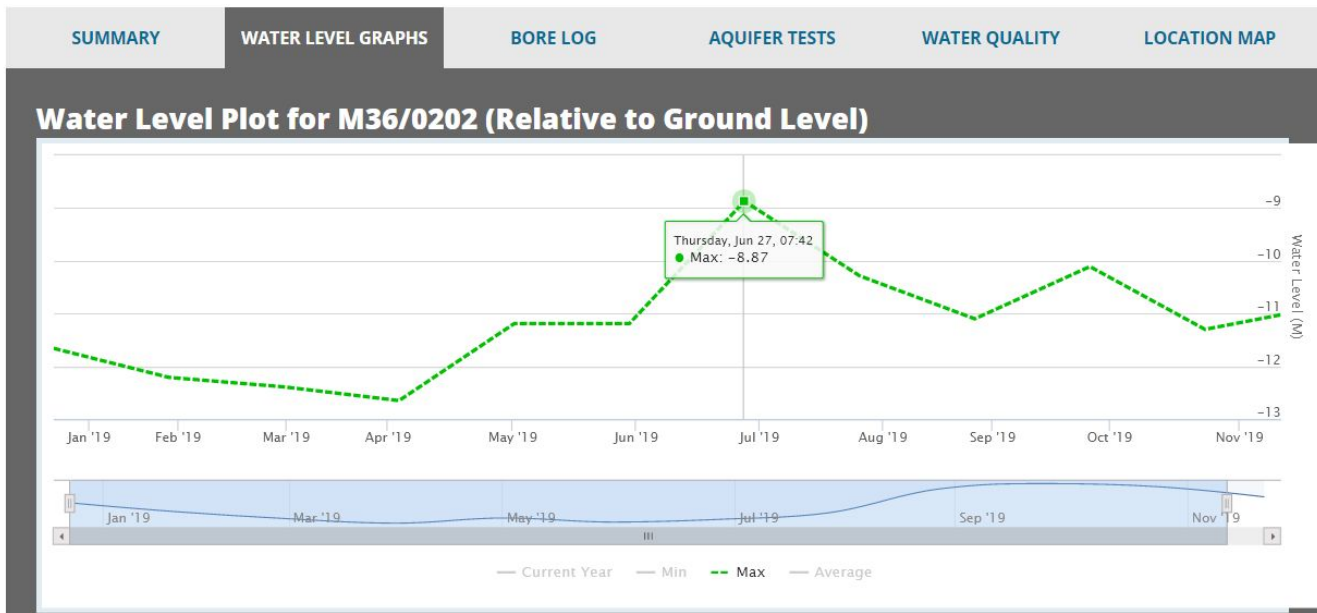 SUMMARY WATER LEVEL GRAPHS BORE LOG AQUIFER TESTS WATER QUALITY LOCATION MAP
Water Level Plot for M36/0202 (Relative to Ground Level)
-9
-10
-11
-12
-13
Water Level (M)
Thursday, Jun 27, 07:42
Max: -8.87
Jan '19 Feb '19 Mar '19 Apr '19 May '19 Jun '19 Jul '19 Aug '19 Sep '19 Oct '19 Nov '19
Jan '19 Mar '19 May '19 Jul '19 Sep '19 Nov '19
Current Year Min Max Average